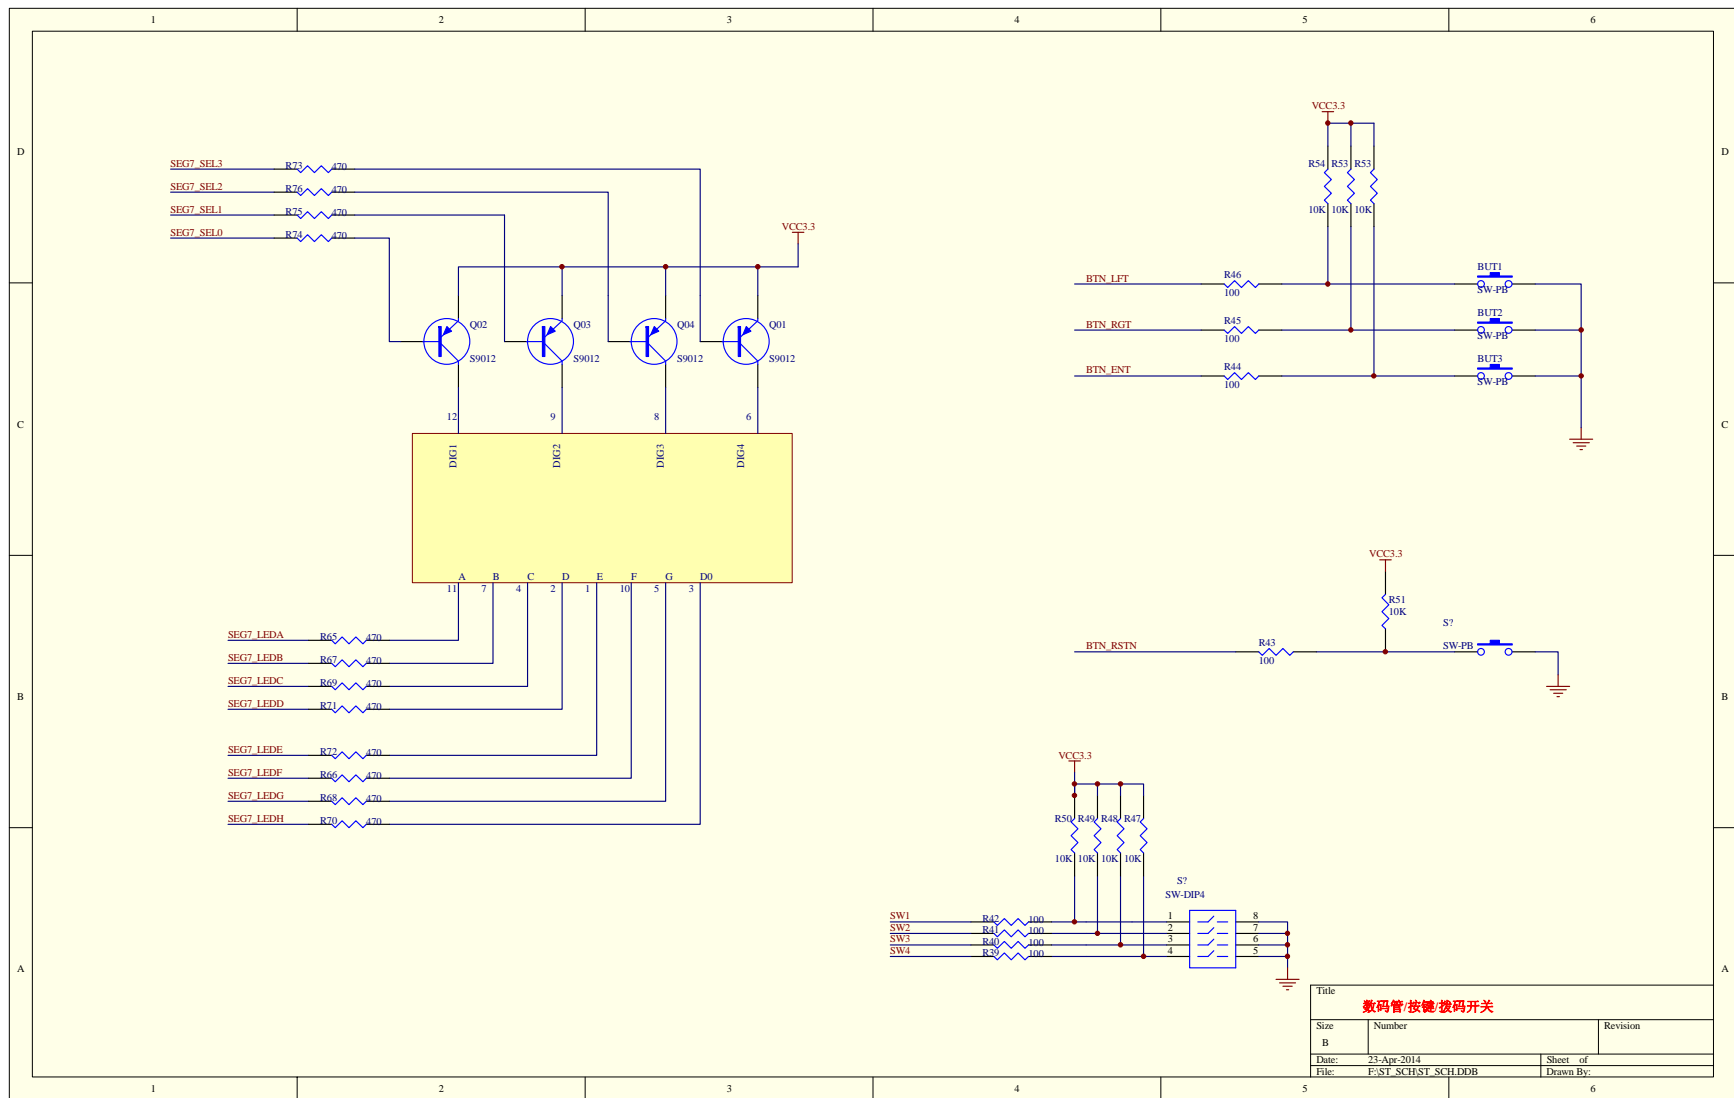 1 2 3 4 5 6
D
D
C
C
B
B
A
A
SEG7_SEL3 R73 470
SEG7_SEL2 R76 470
SEG7_SEL1 R75 470
SEG7_SEL0 R74 470
VCC3.3
Q02 S9012
Q03 S9012
Q04 S9012
Q01 S9012
12 9 8 6
DIG1 DIG2 DIG3 DIG4
A B C D E F G D0
11 7 4 2 1 10 5 3
SEG7_LEDA R65 470
SEG7_LEDB R67 470
SEG7_LEDC R69 470
SEG7_LEDD R71 470
SEG7_LEDE R72 470
SEG7_LEDF R66 470
SEG7_LEDG R68 470
SEG7_LEDH R70 470
VCC3.3
R54 R53 R53
10K 10K 10K
BTN_LFT R46 100 BUT1 SW-PB
BTN_RGT R45 100 BUT2 SW-PB
BTN_ENT R44 100 BUT3 SW-PB
VCC3.3
R51
10K
S?
BTN_RSTN R43 100 SW-PB
VCC3.3
R50 R49 R48 R47
10K 10K 10K 10K
S?
SW-DIP4
SW1 R42 100 1 8
SW2 R41 100 2 7
SW3 R40 100 3 6
SW4 R39 100 4 5
Title
数码管/按键/拨码开关
Size Number Revision
B
Date: 23-Apr-2014 Sheet of
File: F:\ST_SCH\ST_SCH.DDB Drawn By:
1 2 3 4 5 6